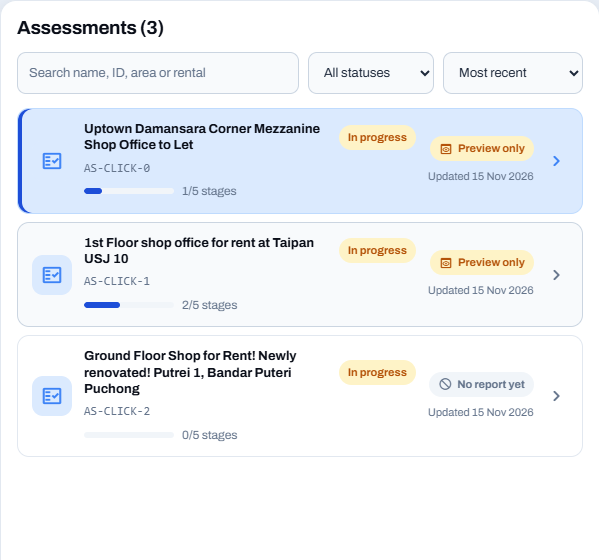 Assessments (3)
Search name, ID, area or rental
All statuses
Most recent
Uptown Damansara Corner Mezzanine
Shop Office to Let
AS-CLICK-0
1/5 stages
In progress
Preview only
Updated 15 Nov 2026
1st Floor shop office for rent at Taipan
USJ 10
AS-CLICK-1
2/5 stages
In progress
Preview only
Updated 15 Nov 2026
Ground Floor Shop for Rent! Newly
renovated! Putrei 1, Bandar Puteri
Puchong
AS-CLICK-2
0/5 stages
In progress
No report yet
Updated 15 Nov 2026